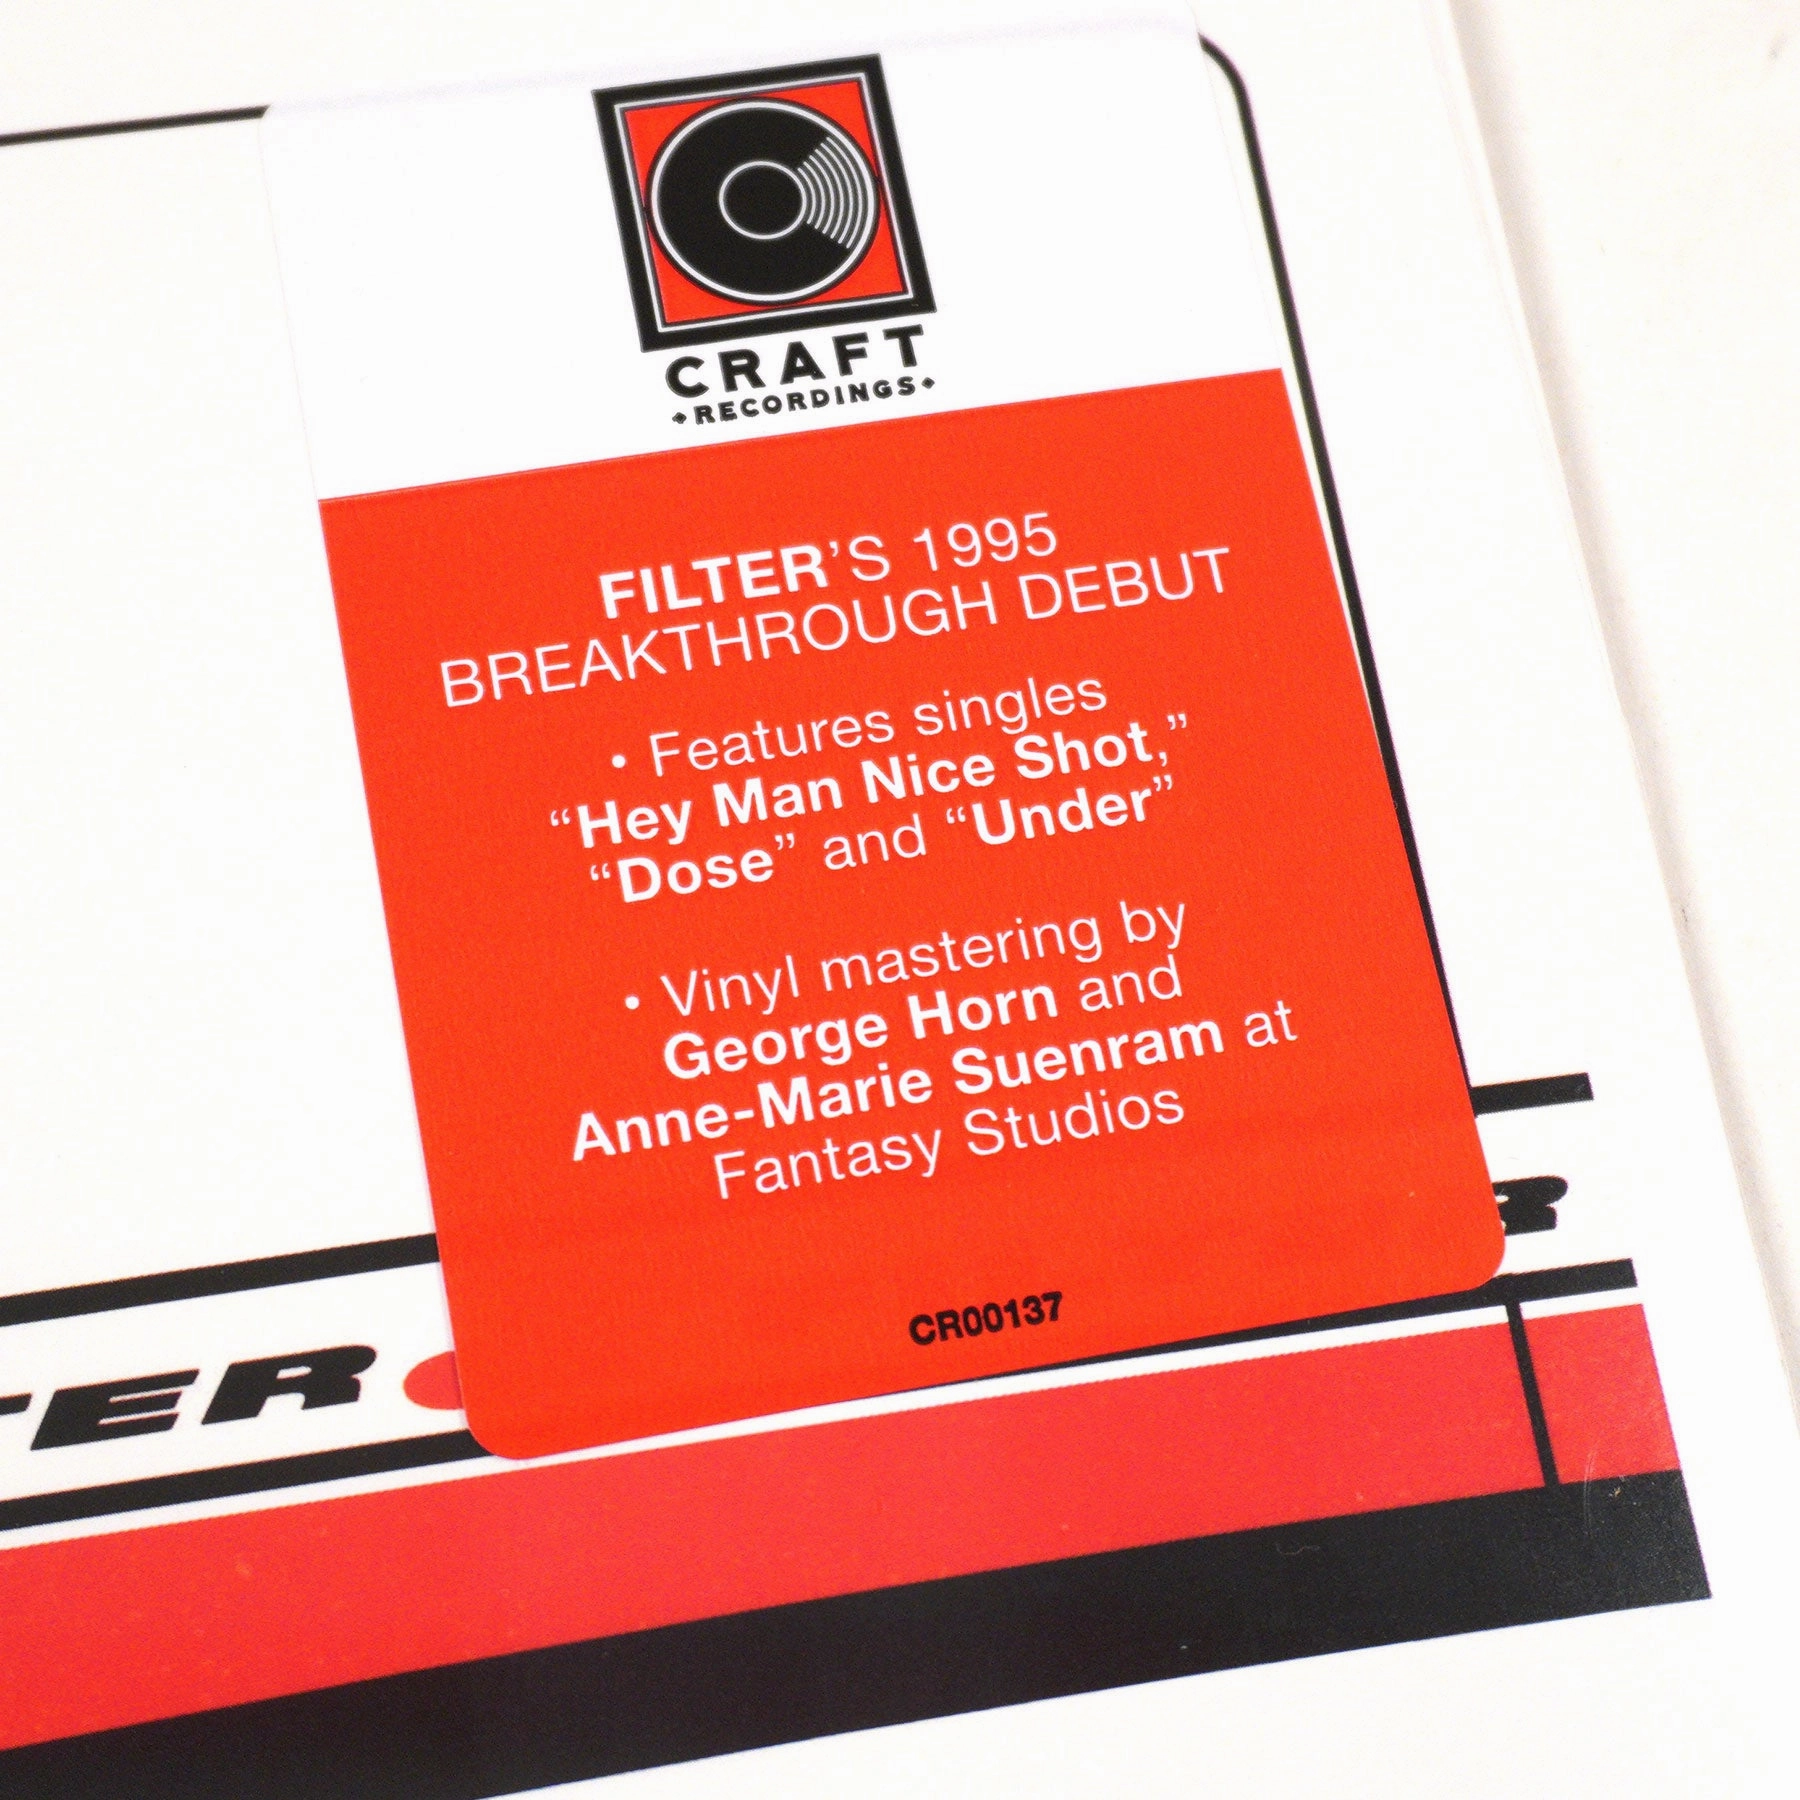 CRAFT
RECORDINGS
FILTER'S 1995
BREAKTHROUGH DEBUT
• Features singles
“Hey Man Nice Shot,”
“Dose” and “Under”
• Vinyl mastering by
George Horn and
Anne-Marie Suenram at
Fantasy Studios
CR00137
TER
R